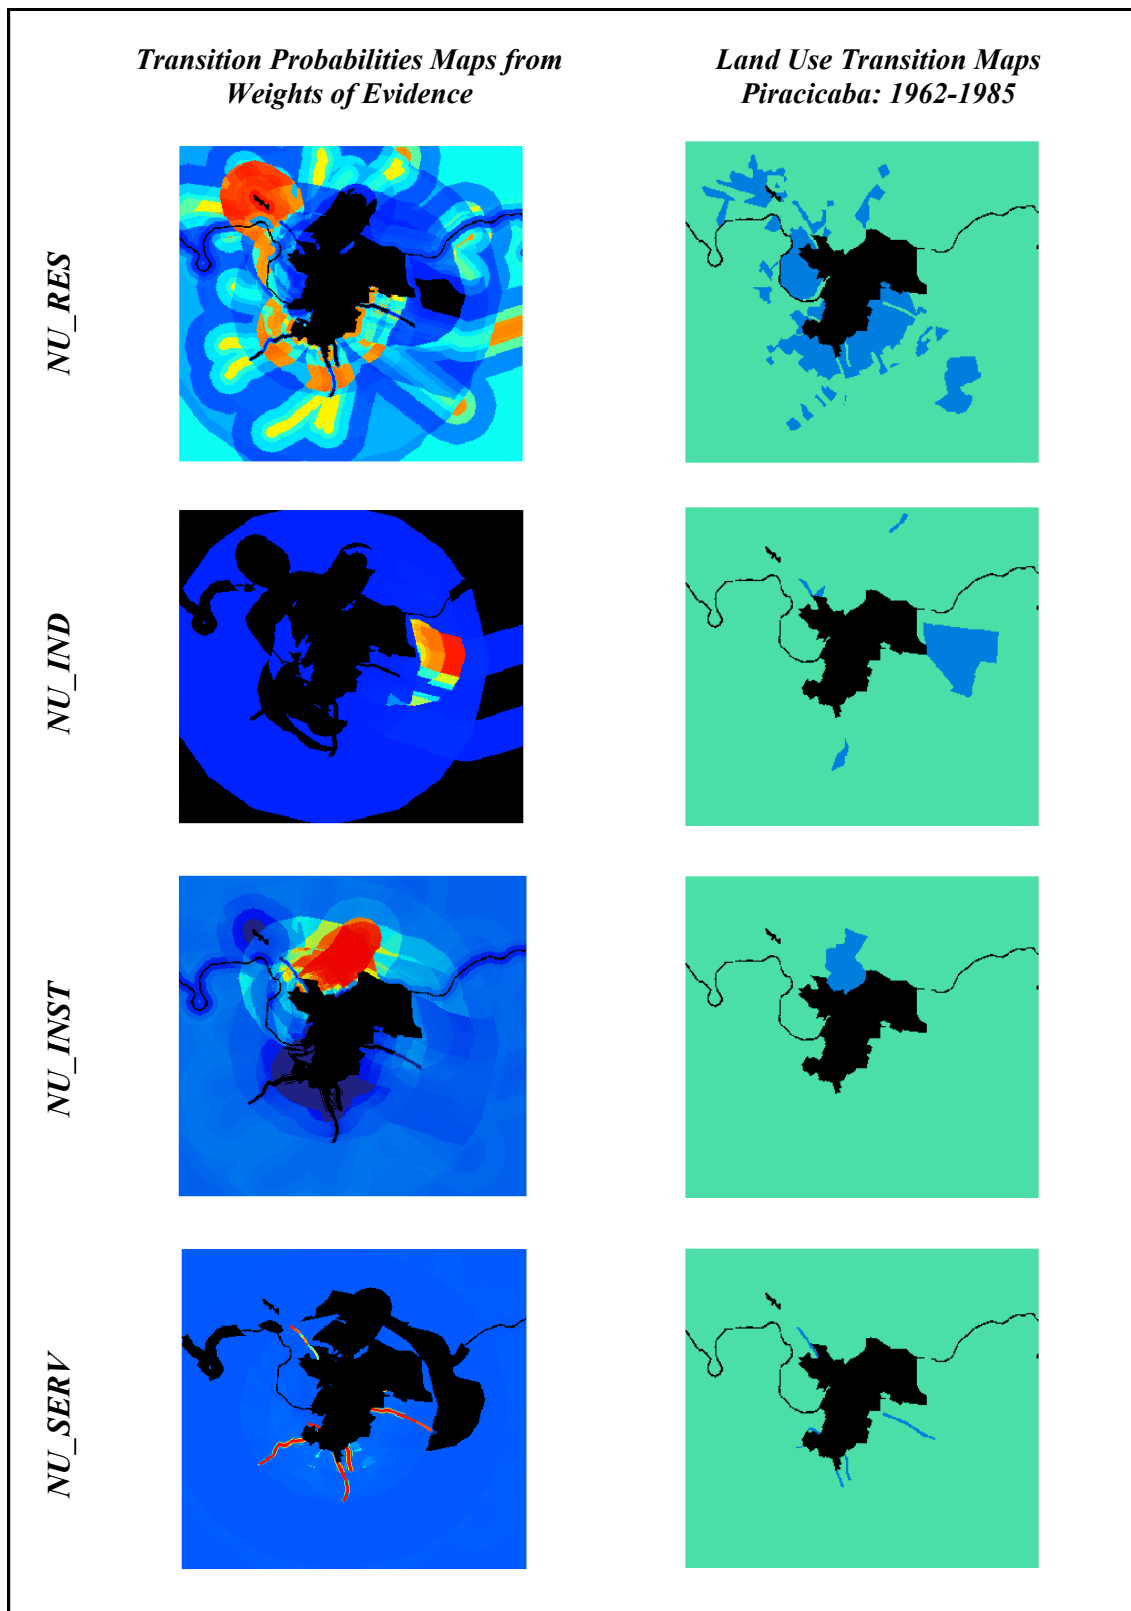 Transition Probabilities Maps from
Weights of Evidence
Land Use Transition Maps
Piracicaba: 1962-1985
NU_RES
NU_IND
NU_INST
NU_SERV